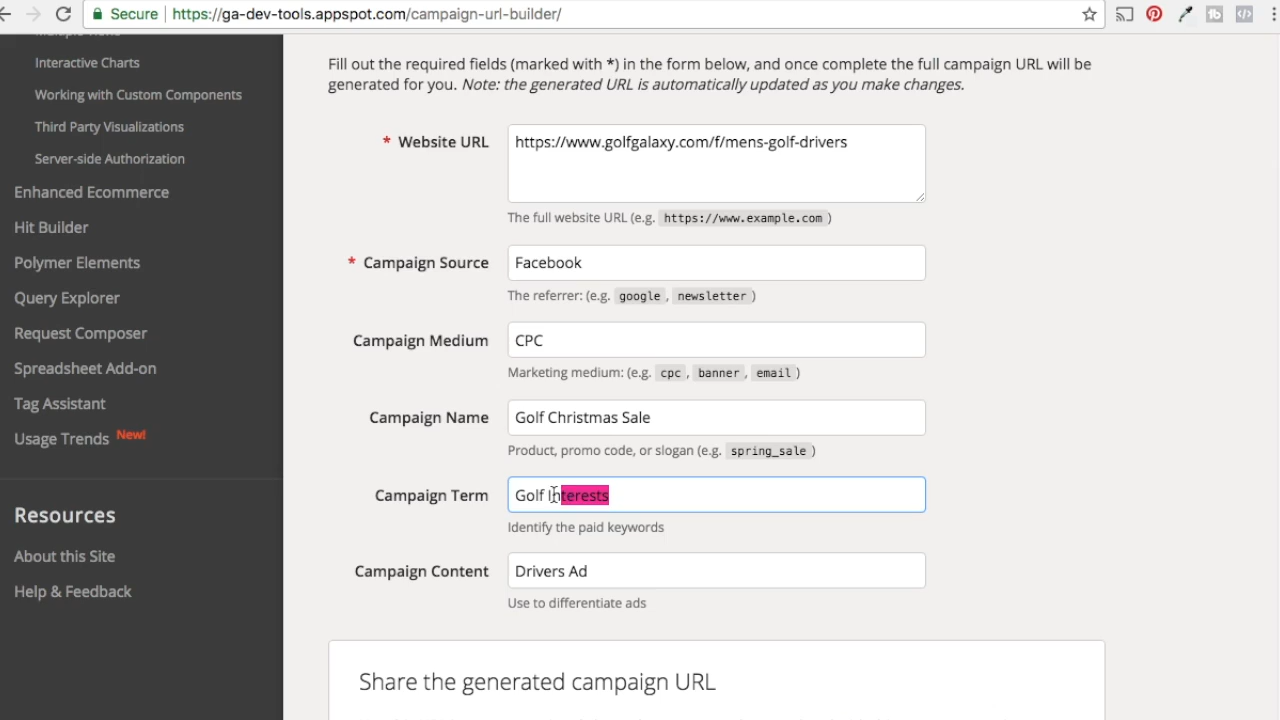 Secure https://ga-dev-tools.appspot.com/campaign-url-builder/
Interactive Charts
Working with Custom Components
Third Party Visualizations
Server-side Authorization
Enhanced Ecommerce
Hit Builder
Polymer Elements
Query Explorer
Request Composer
Spreadsheet Add-on
Tag Assistant
Usage Trends New!
Resources
About this Site
Help & Feedback
Fill out the required fields (marked with *) in the form below, and once complete the full campaign URL will be
generated for you. Note: the generated URL is automatically updated as you make changes.
* Website URL https://www.golfgalaxy.com/f/mens-golf-drivers
The full website URL (e.g. https://www.example.com )
* Campaign Source Facebook
The referrer: (e.g. google , newsletter )
Campaign Medium CPC
Marketing medium: (e.g. cpc , banner , email )
Campaign Name Golf Christmas Sale
Product, promo code, or slogan (e.g. spring_sale )
Campaign Term Golf Interests
Identify the paid keywords
Campaign Content Drivers Ad
Use to differentiate ads
Share the generated campaign URL